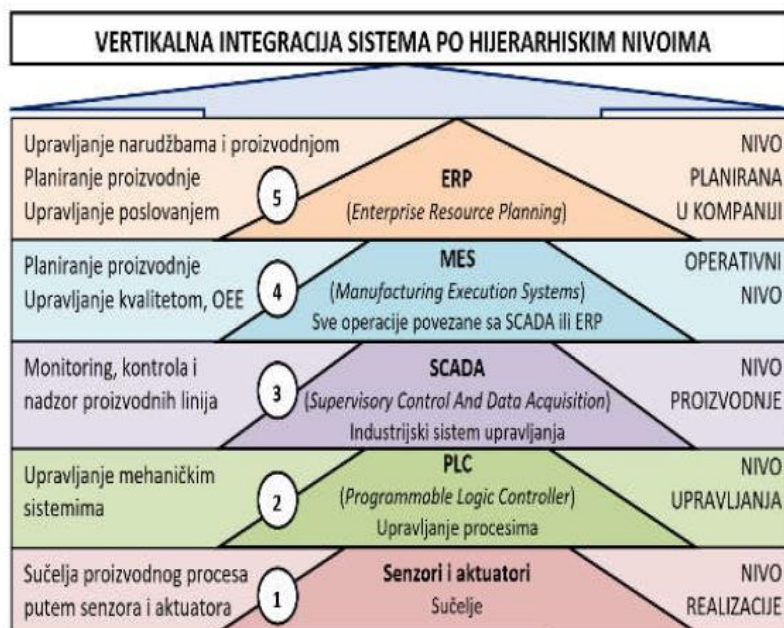 VERTIKALNA INTEGRACIJA SISTEMA PO HIJERARHISKIM NIVOIMA
Upravljanje narudžbama i proizvodnjom
Planiranje proizvodnje
Upravljanje poslovanjem
5
ERP
(Enterprise Resource Planning)
NIVO
PLANIRANA
U KOMPANIJI
Planiranje proizvodnje
Upravljanje kvalitetom, OEE
4
MES
(Manufacturing Execution Systems)
Sve operacije povezane sa SCADA ili ERP
OPERATIVNI
NIVO
Monitoring, kontrola i
nadzor proizvodnih linija
3
SCADA
(Supervisory Control And Data Acquisition)
Industrijski sistem upravljanja
NIVO
PROIZVODNJE
Upravljanje mehaničkim
sistemima
2
PLC
(Programmable Logic Controller)
Upravljanje procesima
NIVO
UPRAVLJANJA
Sučelja proizvodnog procesa
putem senzora i aktuatora
1
Senzori i aktuatori
Sučelje
NIVO
REALIZACIJE